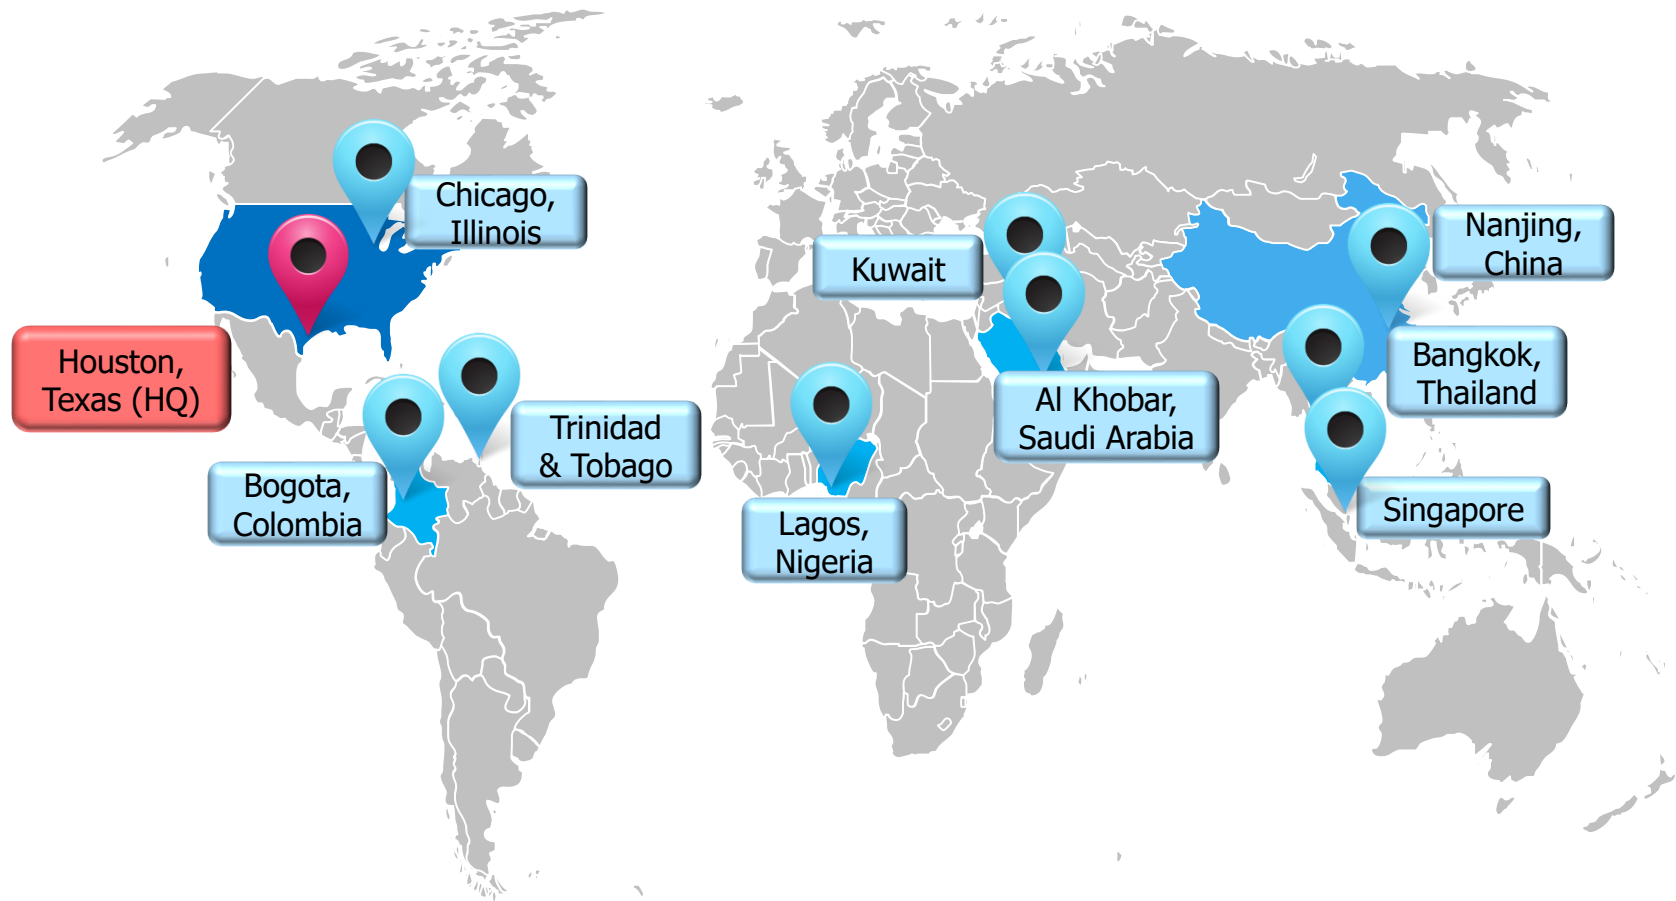 Chicago,
Illinois
Houston,
Texas (HQ)
Trinidad
& Tobago
Bogota,
Colombia
Kuwait
Al Khobar,
Saudi Arabia
Lagos,
Nigeria
Nanjing,
China
Bangkok,
Thailand
Singapore